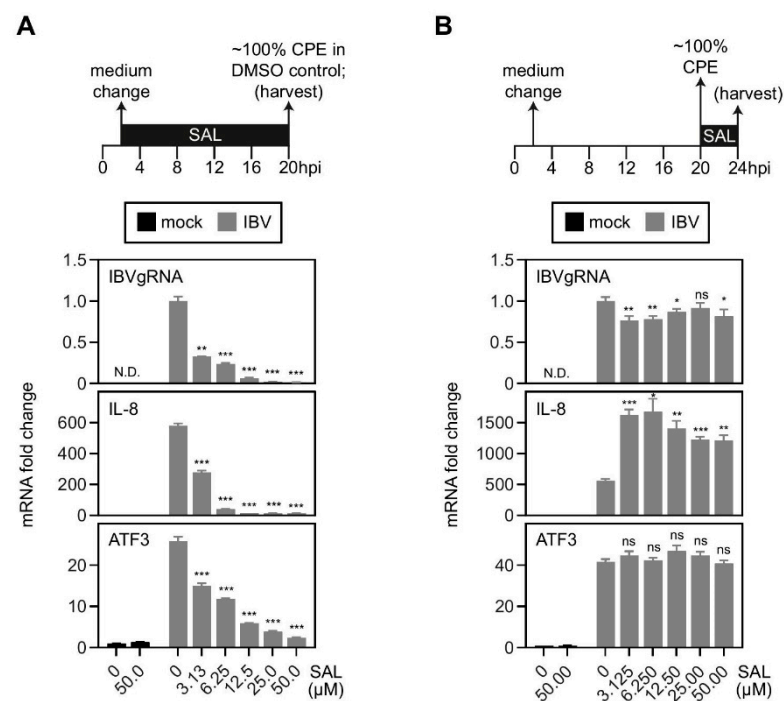 A
medium
change
~100% CPE in
DMSO control;
(harvest)
SAL
0 4 8 12 16 20hpi
mock IBV
mRNA fold change
IBVgRNA
1.5
1.0
0.5
0
N.D.
** *** *** *** ***
IL-8
600
400
200
0
*** *** *** *** ***
ATF3
20
10
0
*** *** *** *** ***
0 50.0 0 3.13 6.25 12.5 25.0 50.0 SAL
(μM)
B
medium
change
~100%
CPE
(harvest)
SAL
0 4 8 12 16 20 24hpi
mock IBV
mRNA fold change
IBVgRNA
1.5
1.0
0.5
0
N.D.
** ** * ns *
IL-8
1500
1000
500
0
*** * ** *** **
ATF3
40
20
0
ns ns ns ns ns
0 50.00 0 3.125 6.250 12.50 25.00 50.00 SAL
(μM)